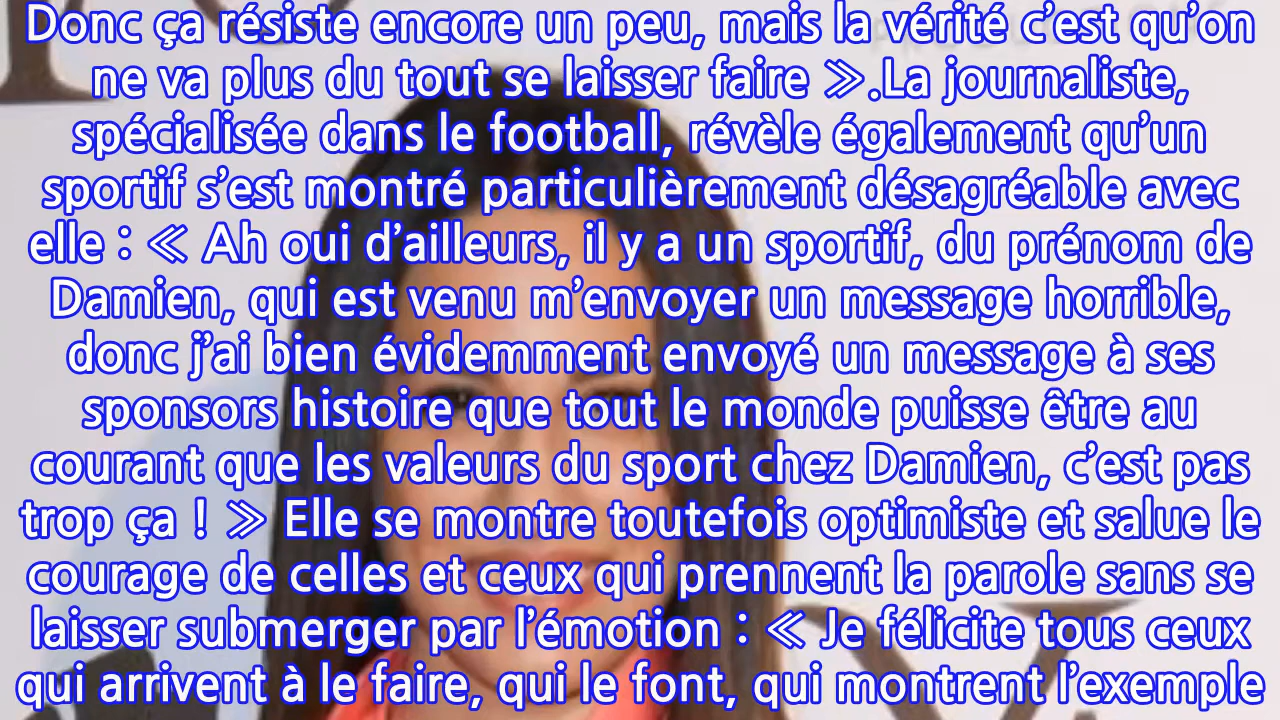 Donc ça résiste encore un peu, mais la vérité c’est qu’on
ne va plus du tout se laisser faire ≫.La journaliste,
spécialisée dans le football, révèle également qu’un
sportif s’est montré particulièrement désagréable avec
elle : ≪ Ah oui d’ailleurs, il y a un sportif, du prénom de
Damien, qui est venu m’envoyer un message horrible,
donc j’ai bien évidemment envoyé un message à ses
sponsors histoire que tout le monde puisse être au
courant que les valeurs du sport chez Damien, c’est pas
trop ça ! ≫ Elle se montre toutefois optimiste et salue le
courage de celles et ceux qui prennent la parole sans se
laisser submerger par l’émotion : ≪ Je félicite tous ceux
qui arrivent à le faire, qui le font, qui montrent l’exemple